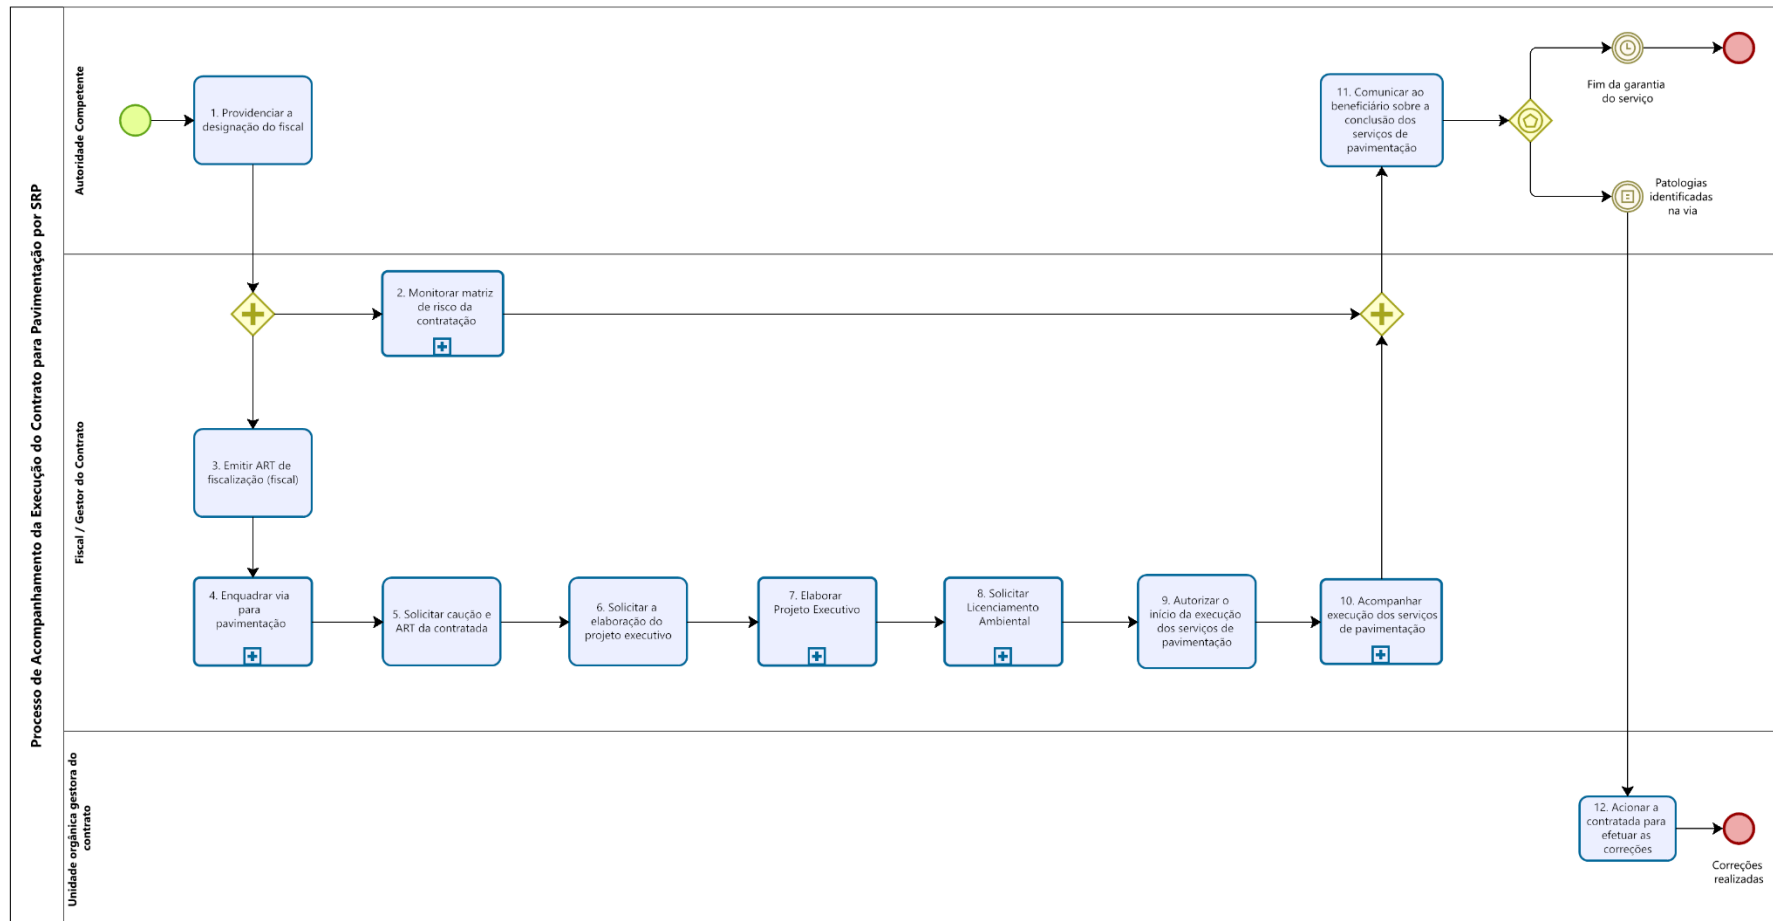 Processo de Acompanhamento da Execução do Contrato para Pavimentação por SRP
Autoridade Competente
1. Providenciar a
designação do fiscal
11. Comunicar ao
beneficiário sobre a
conclusão dos
serviços de
pavimentação
Fim da garantia
do serviço
Patologias
identificadas
na via
Fiscal / Gestor do Contrato
2. Monitorar matriz
de risco da
contratação
3. Emitir ART de
fiscalização (fiscal)
4. Enquadrar via
para
pavimentação
5. Solicitar caução e
ART da contratada
6. Solicitar a
elaboração do
projeto executivo
7. Elaborar
Projeto Executivo
8. Solicitar
Licenciamento
Ambiental
9. Autorizar o
início da execução
dos serviços de
pavimentação
10. Acompanhar
execução dos serviços
de pavimentação
Unidade orgânica gestora do
contrato
12. Acionar a
contratada para
efetuar as
correções
Correções
realizadas